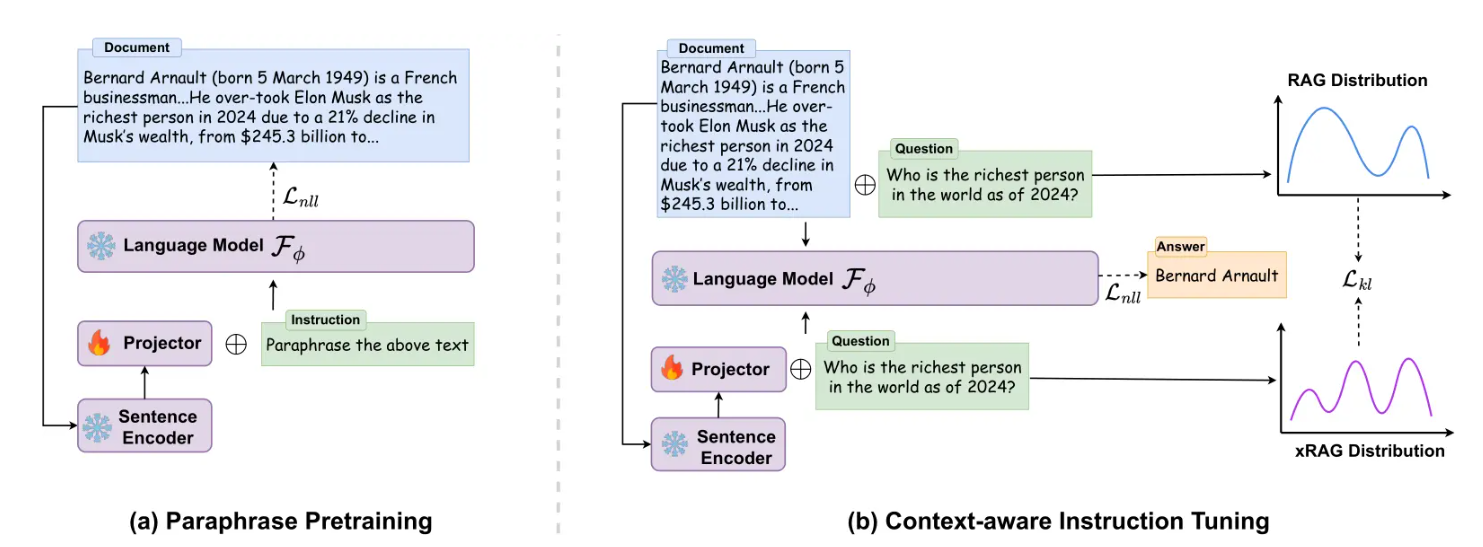 Document
Bernard Arnault (born 5 March 1949) is a French
businessman...He over-took Elon Musk as the
richest person in 2024 due to a 21% decline in
Musk's wealth, from $245.3 billion to...
ℒnll
Language Model ℱϕ
Projector
⊕
Instruction
Paraphrase the above text
Sentence
Encoder
(a) Paraphrase Pretraining
Document
Bernard Arnault (born 5
March 1949) is a French
businessman...He over-
took Elon Musk as the
richest person in 2024
due to a 21% decline in
Musk's wealth, from
$245.3 billion to...
⊕
Question
Who is the richest person
in the world as of 2024?
RAG Distribution
Language Model ℱϕ
ℒnll
Answer
Bernard Arnault
ℒkl
Projector
⊕
Question
Who is the richest person
in the world as of 2024?
Sentence
Encoder
xRAG Distribution
(b) Context-aware Instruction Tuning